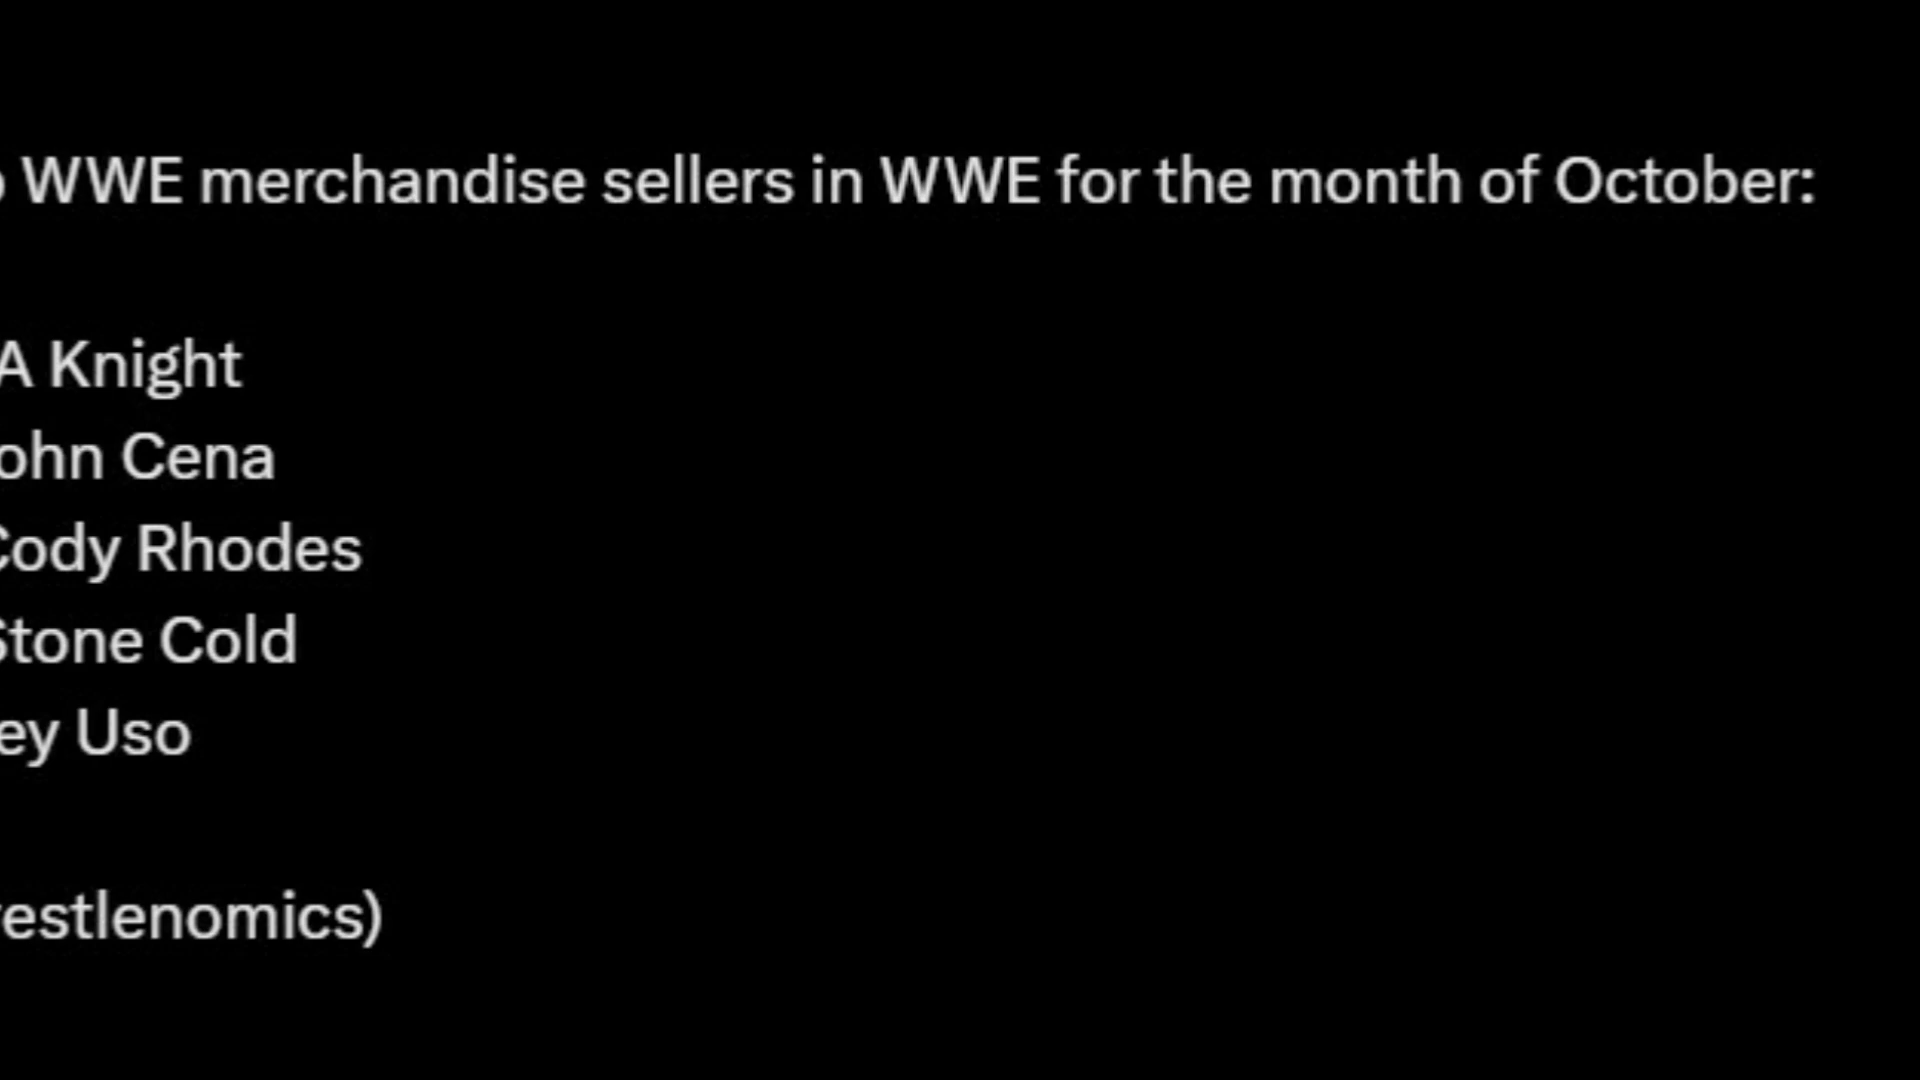 WWE merchandise sellers in WWE for the month of October:
A Knight
ohn Cena
Cody Rhodes
Stone Cold
ey Uso
restlenomics)